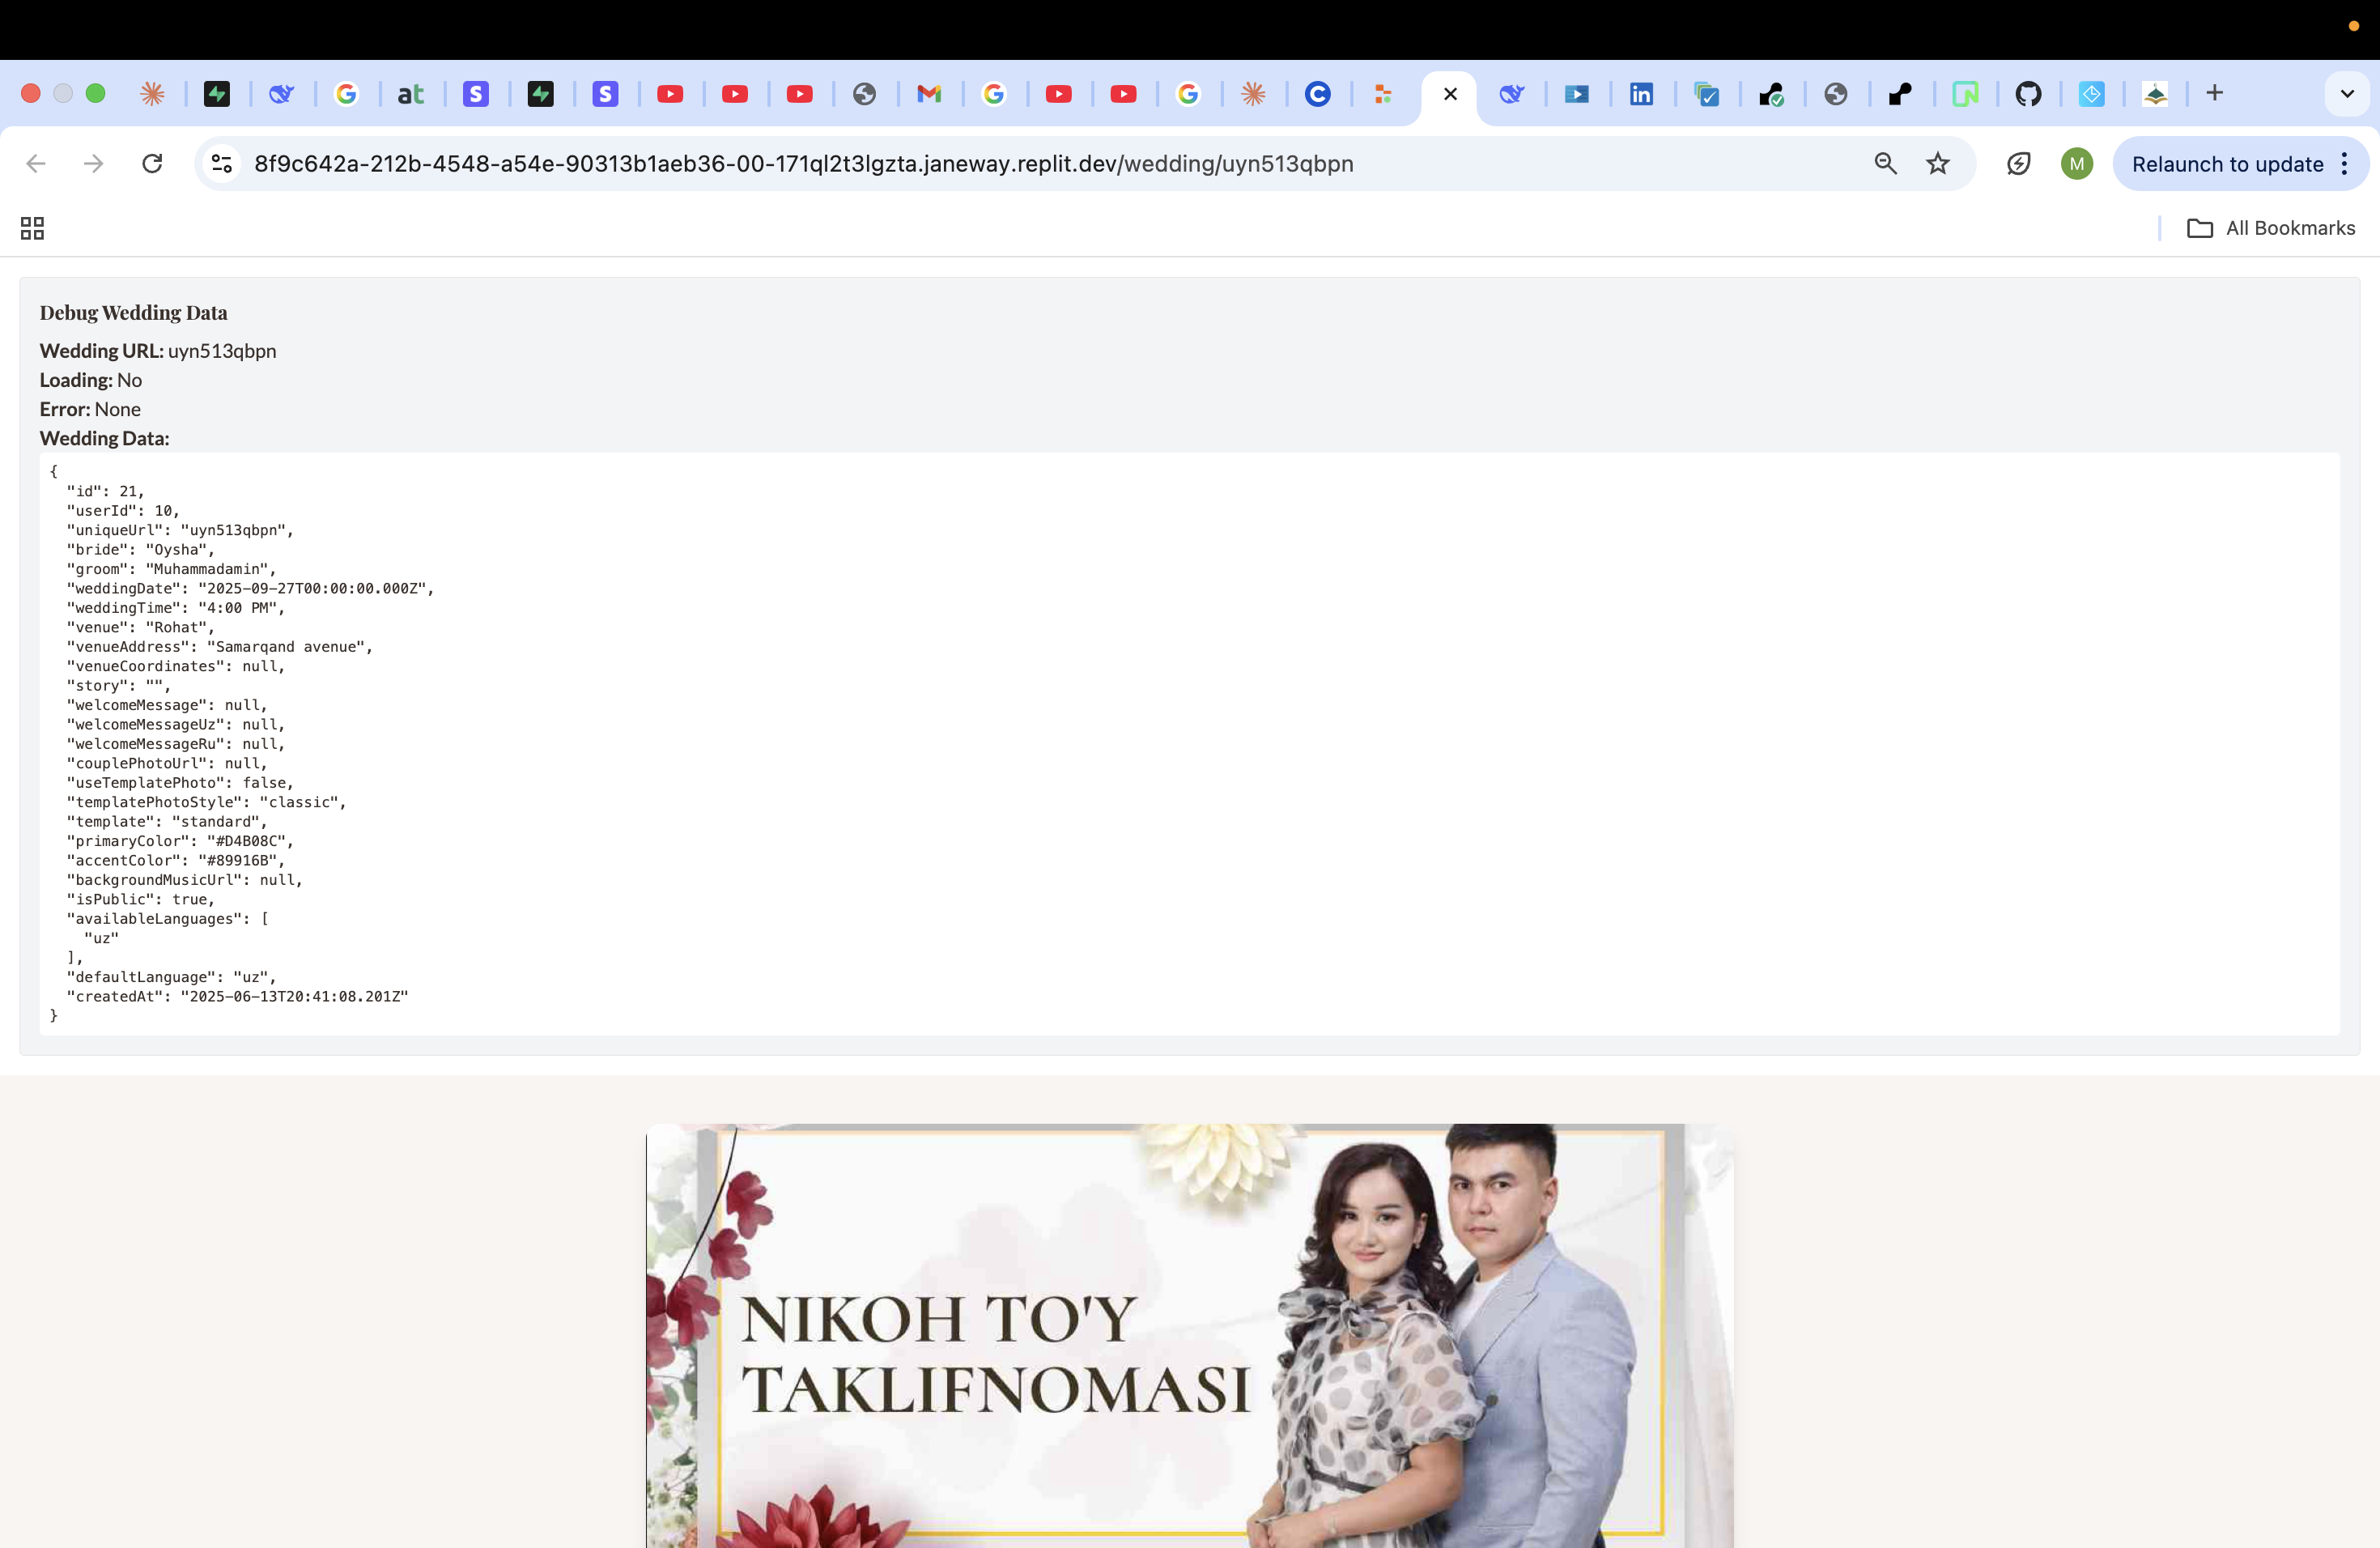 at
S
S
C
in
N
8f9c642a-212b-4548-a54e-90313b1aeb36-00-171ql2t3lgzta.janeway.replit.dev/wedding/uyn513qbpn
M
Relaunch to update
All Bookmarks
Debug Wedding Data
Wedding URL: uyn513qbpn
Loading: No
Error: None
Wedding Data:
{
"id": 21,
"userId": 10,
"uniqueUrl": "uyn513qbpn",
"bride": "Oysha",
"groom": "Muhammadamin",
"weddingDate": "2025-09-27T00:00:00.000Z",
"weddingTime": "4:00 PM",
"venue": "Rohat",
"venueAddress": "Samarqand avenue",
"venueCoordinates": null,
"story": "",
"welcomeMessage": null,
"welcomeMessageUz": null,
"welcomeMessageRu": null,
"couplePhotoUrl": null,
"useTemplatePhoto": false,
"templatePhotoStyle": "classic",
"template": "standard",
"primaryColor": "#D4B08C",
"accentColor": "#89916B",
"backgroundMusicUrl": null,
"isPublic": true,
"availableLanguages": [
"uz"
],
"defaultLanguage": "uz",
"createdAt": "2025-06-13T20:41:08.201Z"
}
NIKOH TO'Y
TAKLIFNOMASI